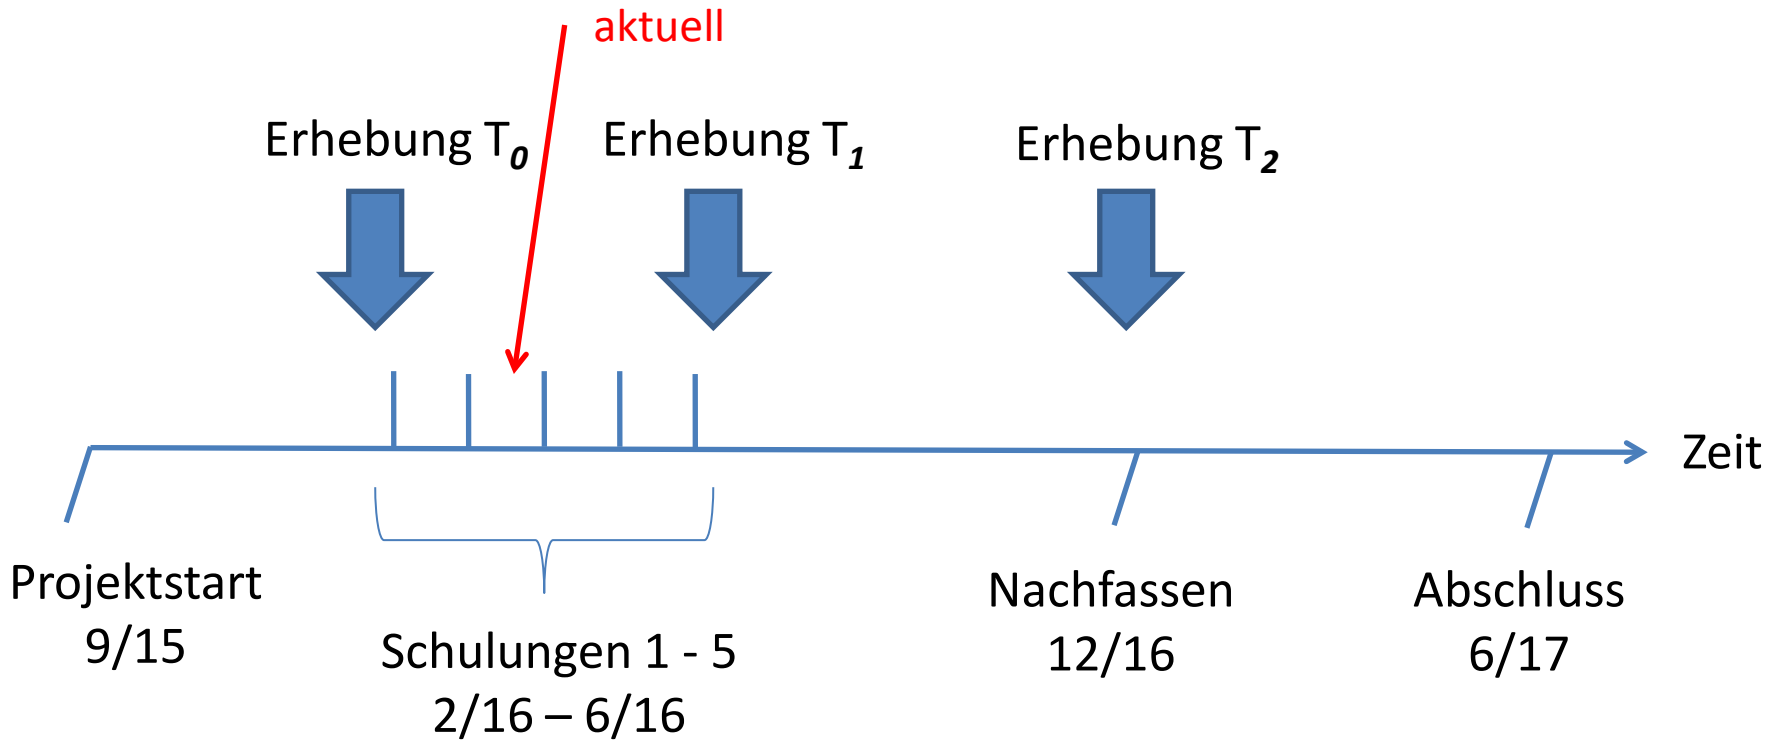 aktuell
Erhebung T0
Erhebung T1
Erhebung T2
Zeit
Projektstart
9/15
Schulungen 1 - 5
2/16 – 6/16
Nachfassen
12/16
Abschluss
6/17